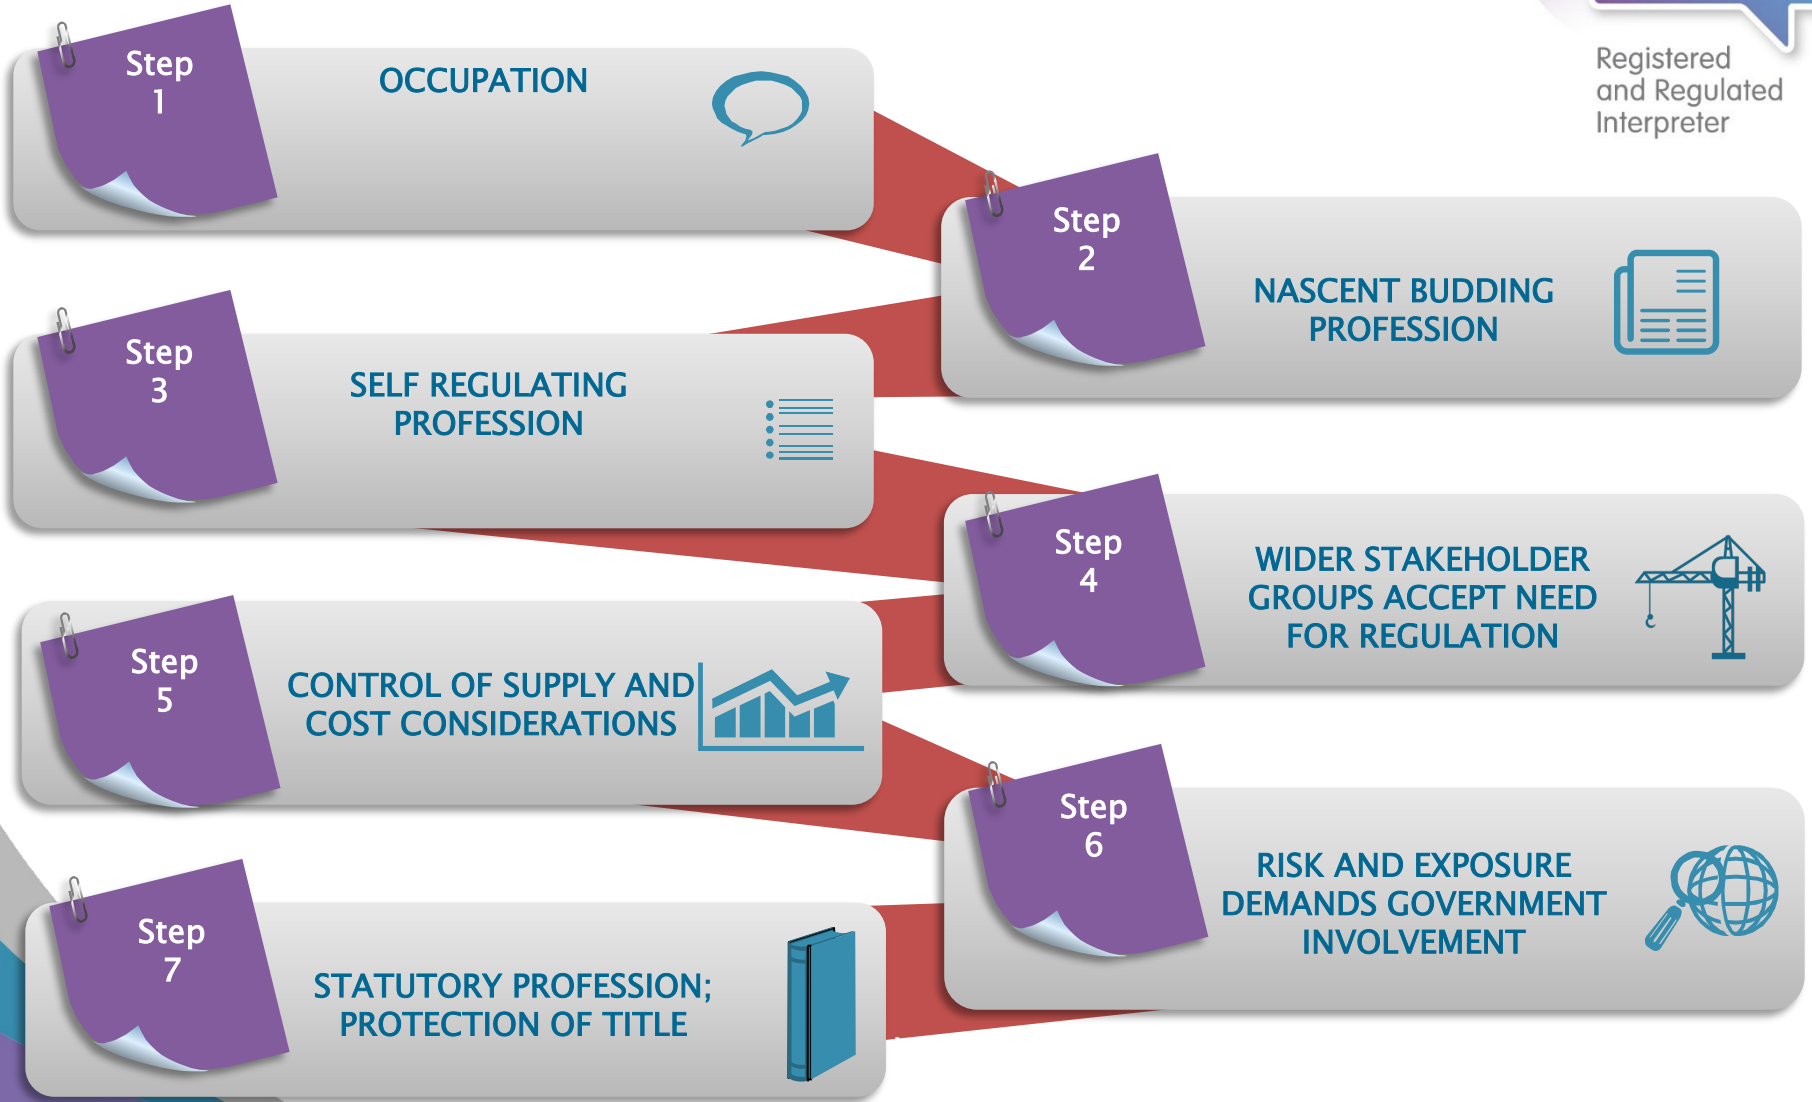 Registered
and Regulated
Interpreter
Step
1
OCCUPATION
Step
2
NASCENT BUDDING
PROFESSION
Step
3
SELF REGULATING
PROFESSION
Step
4
WIDER STAKEHOLDER
GROUPS ACCEPT NEED
FOR REGULATION
Step
5
CONTROL OF SUPPLY AND
COST CONSIDERATIONS
Step
6
RISK AND EXPOSURE
DEMANDS GOVERNMENT
INVOLVEMENT
Step
7
STATUTORY PROFESSION;
PROTECTION OF TITLE